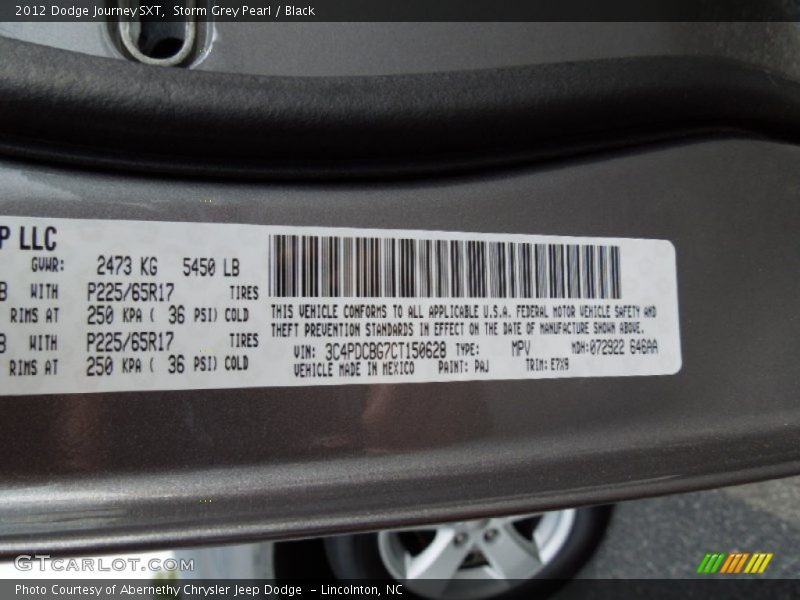 2012 Dodge Journey SXT, Storm Grey Pearl / Black
P LLC
GVWR: 2473 KG 5450 LB
B WITH P225/65R17 TIRES
RIMS AT 250 KPA ( 36 PSI) COLD
B WITH P225/65R17 TIRES
RIMS AT 250 KPA ( 36 PSI) COLD
THIS VEHICLE CONFORMS TO ALL APPLICABLE U.S.A. FEDERAL MOTOR VEHICLE SAFETY AND
THEFT PREVENTION STANDARDS IN EFFECT ON THE DATE OF MANUFACTURE SHOWN ABOVE.
VIN: 3C4PDCBG7CT150628 TYPE: MPV MDH:072922 646AA
VEHICLE MADE IN MEXICO PAINT: PAJ TRIM: E7X9
GTCARLOT.COM
Photo Courtesy of Abernethy Chrysler Jeep Dodge - Lincolnton, NC